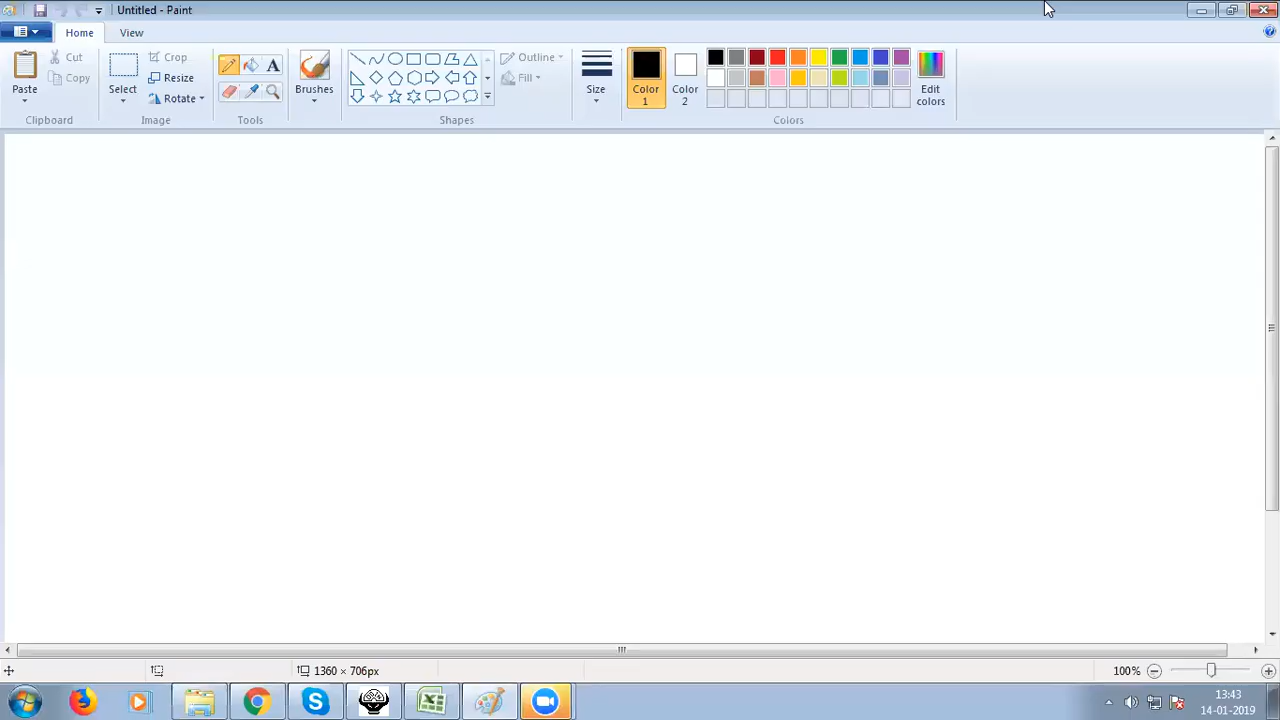 Untitled - Paint
Home View
Paste
Cut
Copy
Clipboard
Select
Crop
Resize
Rotate
Image
A
Tools
Brushes
Shapes
Outline
Fill
Size
Color
1
Color
2
Colors
Edit
colors
1360 × 706px
100%
13:43
14-01-2019